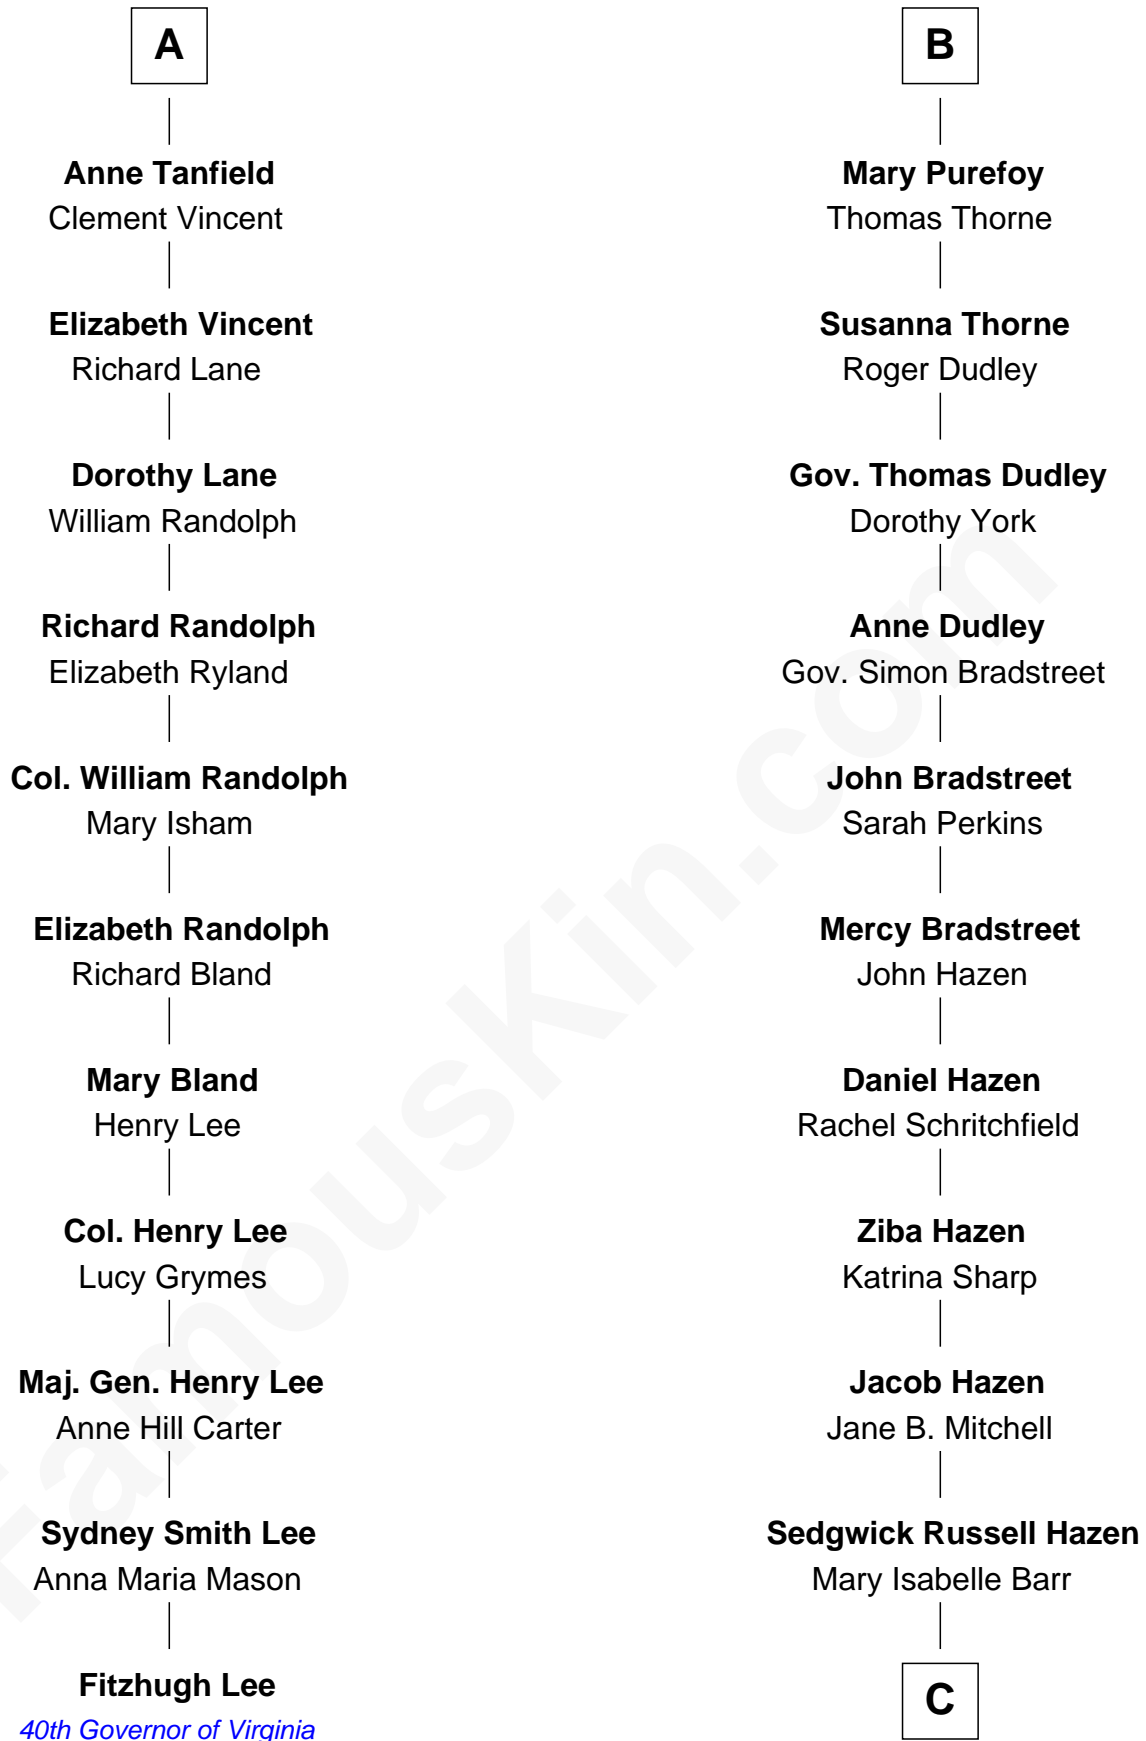 A
Anne Tanfield
Clement Vincent
Elizabeth Vincent
Richard Lane
Dorothy Lane
William Randolph
Richard Randolph
Elizabeth Ryland
Col. William Randolph
Mary Isham
Elizabeth Randolph
Richard Bland
Mary Bland
Henry Lee
Col. Henry Lee
Lucy Grymes
Maj. Gen. Henry Lee
Anne Hill Carter
Sydney Smith Lee
Anna Maria Mason
Fitzhugh Lee
40th Governor of Virginia
B
Mary Purefoy
Thomas Thorne
Susanna Thorne
Roger Dudley
Gov. Thomas Dudley
Dorothy York
Anne Dudley
Gov. Simon Bradstreet
John Bradstreet
Sarah Perkins
Mercy Bradstreet
John Hazen
Daniel Hazen
Rachel Schritchfield
Ziba Hazen
Katrina Sharp
Jacob Hazen
Jane B. Mitchell
Sedgwick Russell Hazen
Mary Isabelle Barr
C
FamousKin.com